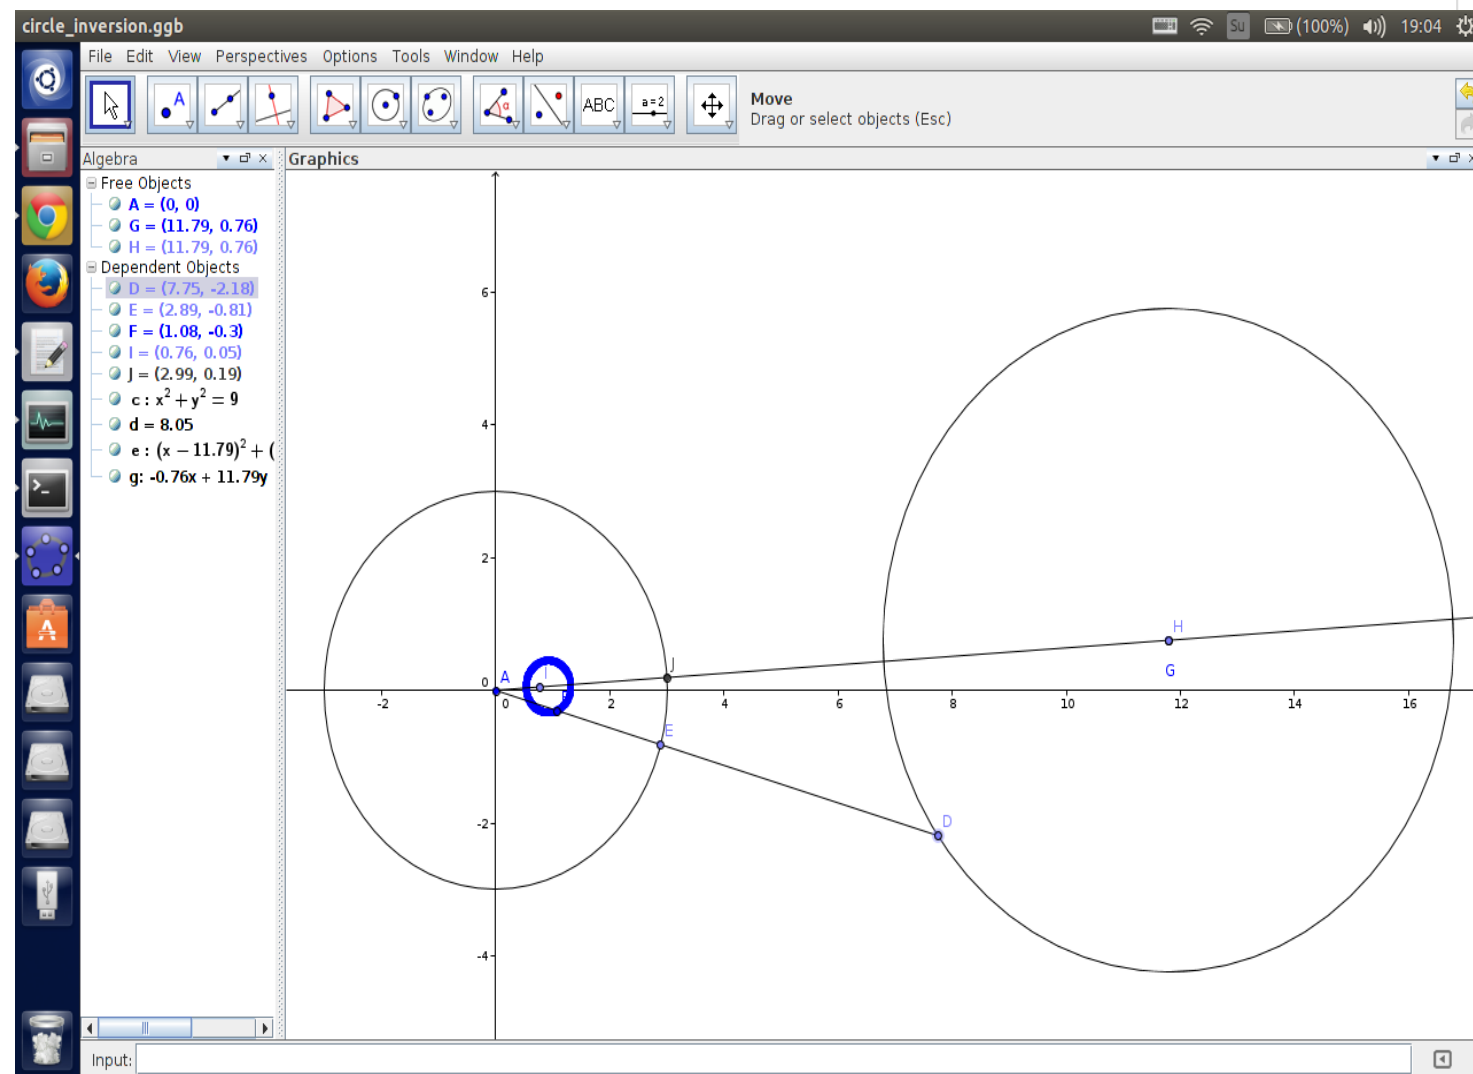 circle_inversion.ggb
Su (100%) 19:04
File Edit View Perspectives Options Tools Window Help
A α ABC a=2
Move
Drag or select objects (Esc)
Algebra
Graphics
Free Objects
A = (0, 0)
G = (11.79, 0.76)
H = (11.79, 0.76)
Dependent Objects
D = (7.75, -2.18)
E = (2.89, -0.81)
F = (1.08, -0.3)
I = (0.76, 0.05)
J = (2.99, 0.19)
c : x² + y² = 9
d = 8.05
e : (x − 11.79)² + (
g: -0.76x + 11.79y
6
4
2
0
-2
-4
-2 0 2 4 6 8 10 12 14 16
A
I
J
H
G
F
E
D
Input: